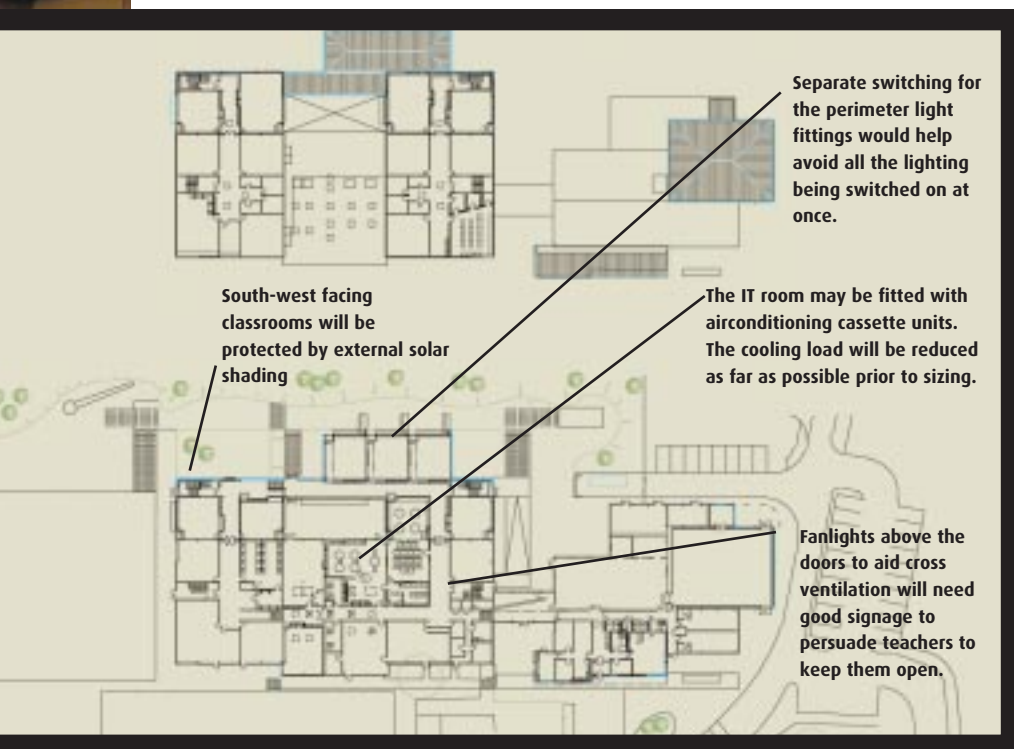 Separate switching for
the perimeter light
fittings would help
avoid all the lighting
being switched on at
once.
South-west facing
classrooms will be
protected by external solar
shading
The IT room may be fitted with
airconditioning cassette units.
The cooling load will be reduced
as far as possible prior to sizing.
Fanlights above the
doors to aid cross
ventilation will need
good signage to
persuade teachers to
keep them open.